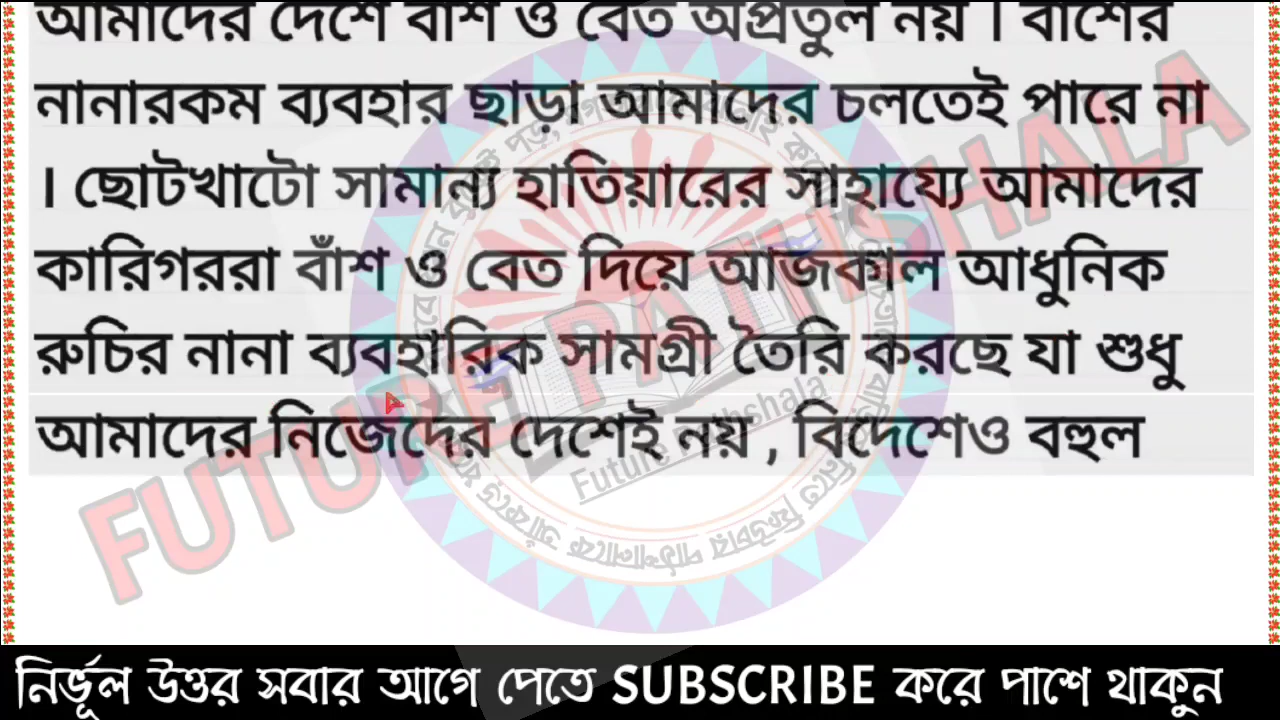 আমাদের দেশে বাঁশ ও বেত অপ্রতুল নয় । বাঁশের
নানারকম ব্যবহার ছাড়া আমাদের চলতেই পারে না
। ছোটখাটো সামান্য হাতিয়ারের সাহায্যে আমাদের
কারিগররা বাঁশ ও বেত দিয়ে আজকাল আধুনিক
রুচির নানা ব্যবহারিক সামগ্রী তৈরি করছে যা শুধু
আমাদের নিজেদের দেশেই নয় , বিদেশেও বহুল
FUTURE PATHSHALA
Future Pathshala
নির্ভূল উত্তর সবার আগে পেতে SUBSCRIBE করে পাশে থাকুন